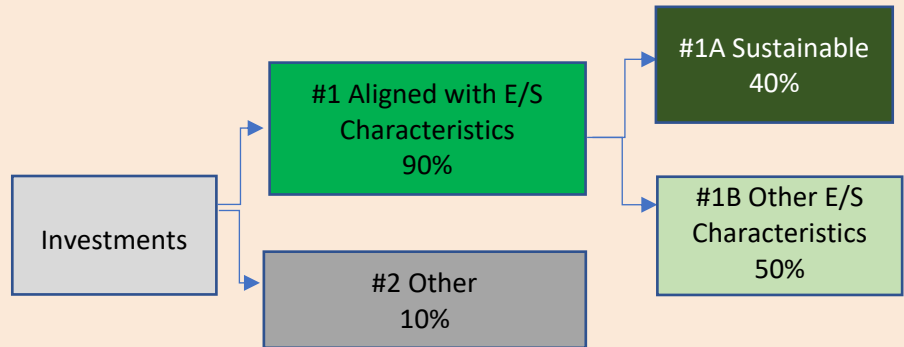 Investments
#1 Aligned with E/S
Characteristics
90%
#2 Other
10%
#1A Sustainable
40%
#1B Other E/S
Characteristics
50%